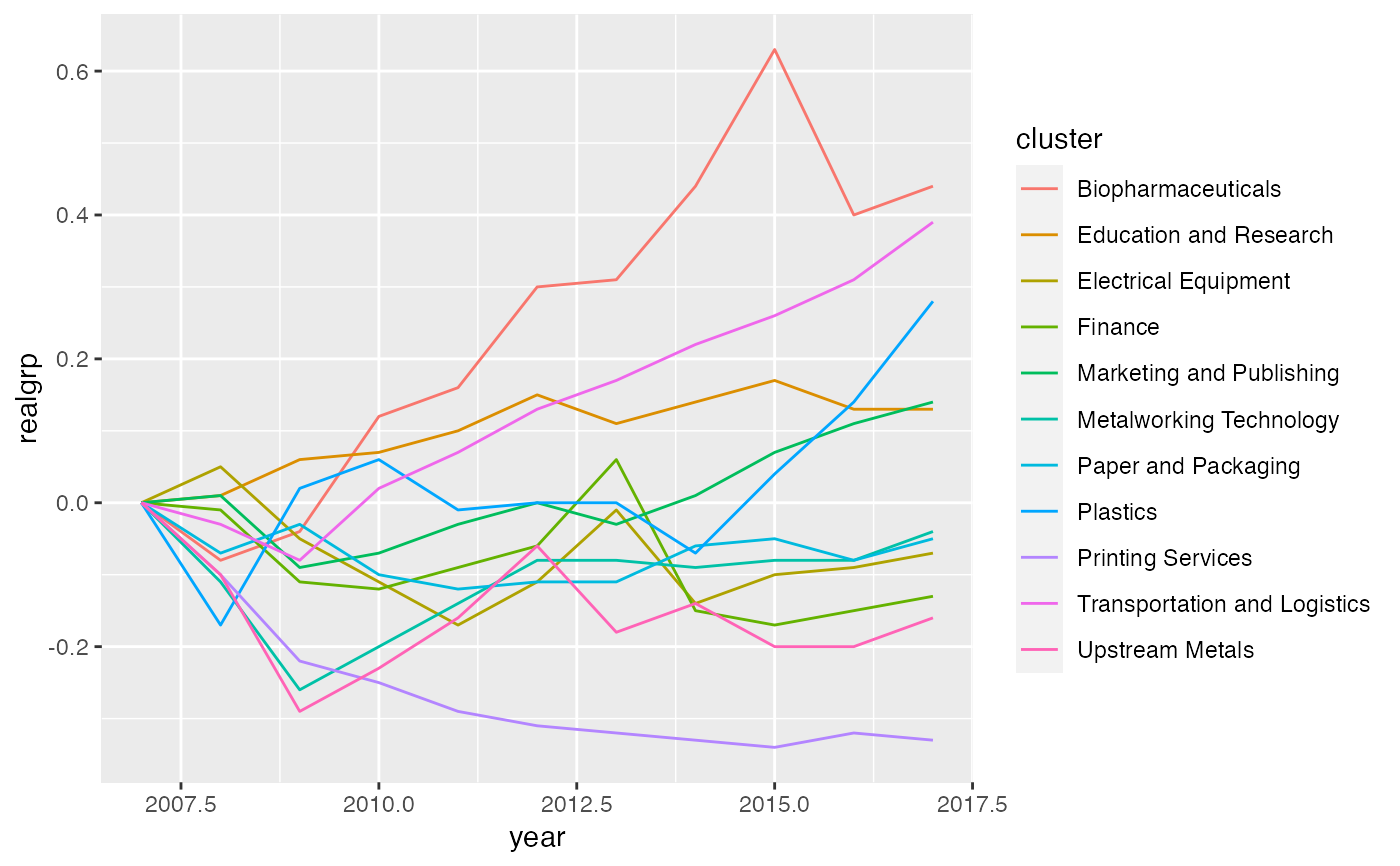 0.6
0.4
0.2
0.0
-0.2
realgrp
2007.5 2010.0 2012.5 2015.0 2017.5
year
cluster
Biopharmaceuticals
Education and Research
Electrical Equipment
Finance
Marketing and Publishing
Metalworking Technology
Paper and Packaging
Plastics
Printing Services
Transportation and Logistics
Upstream Metals